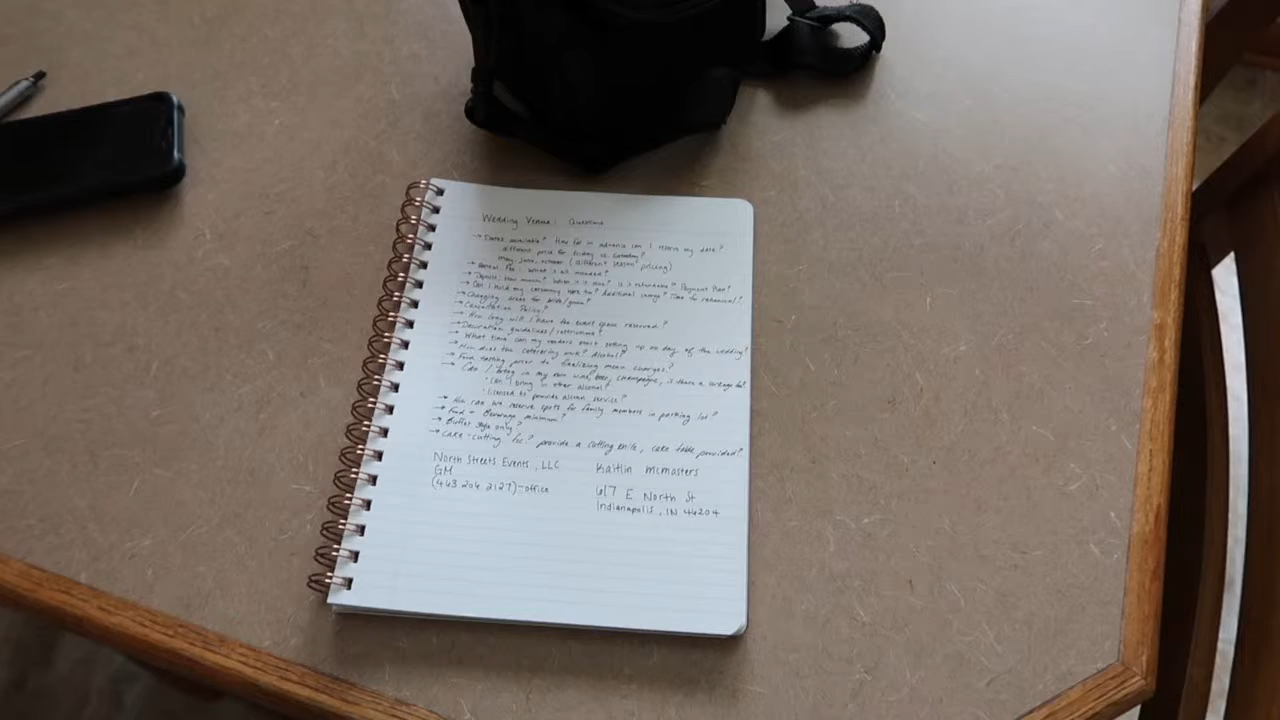 Wedding Venue: Questions
→ Dates available? How far in advance can I reserve my date?
different price for Friday vs. Saturday?
may, june, october (different "season" pricing)
→ Rental Fee: What is all included?
→ Deposit: How much? When is it due? Is it refundable? Payment Plan?
→ Can I hold my ceremony here too? Additional charge? Time for rehearsal?
→ Changing areas for bride/groom?
→ Cancellation Policy?
→ How long will I have the event space reserved?
→ Decoration guidelines/restrictions?
→ What time can my vendors start setting up on day of the wedding?
→ How does the catering work? Alcohol?
→ Food tasting prior to finalizing menu charges?
→ Can I bring in my own wine, beer, champagne, is there a corkage fee?
• Can I bring in other alcohol?
• licensed to provide alcohol service?
→ How can we reserve spots for family members in parking lot?
→ Food + Beverage minimum?
→ Buffet style only?
→ Cake-cutting fee? provide a cutting knife, cake table provided?
North Streets Events, LLC
GM
(463 204 2127)-office
Kaitlin mcmasters
617 E North St
Indianapolis, IN 46204